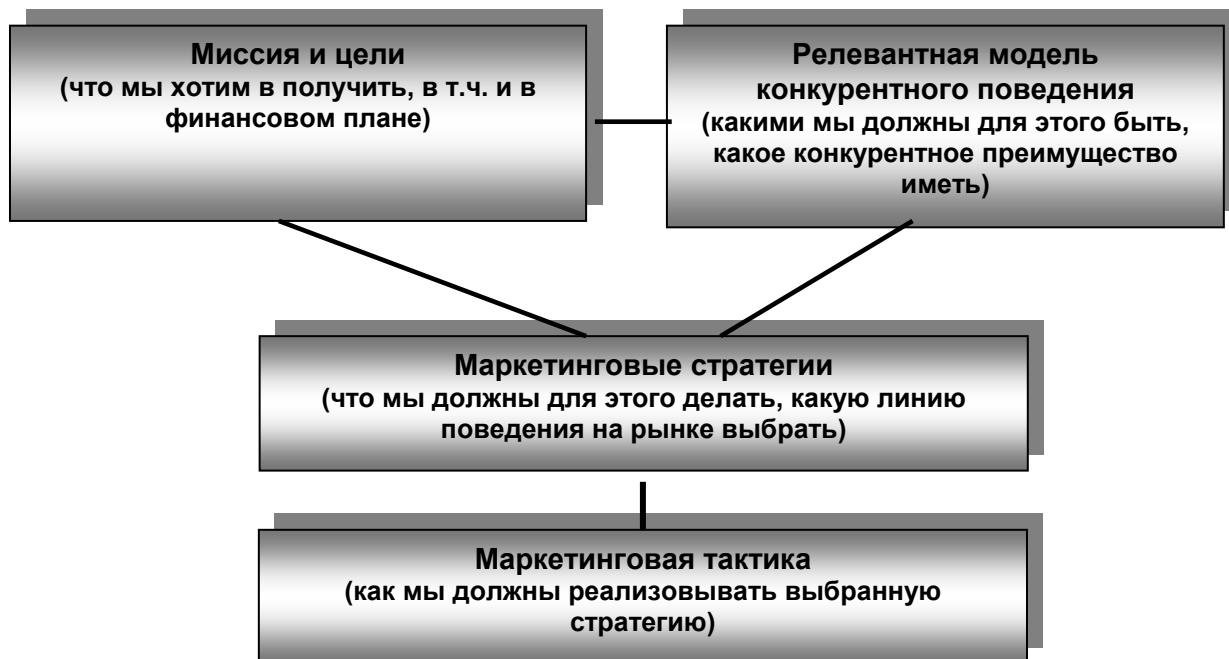 Миссия и цели
(что мы хотим в получить, в т.ч. и в
финансовом плане)
Релевантная модель
конкурентного поведения
(какими мы должны для этого быть,
какое конкурентное преимущество
иметь)
Маркетинговые стратегии
(что мы должны для этого делать, какую линию
поведения на рынке выбрать)
Маркетинговая тактика
(как мы должны реализовывать выбранную
стратегию)